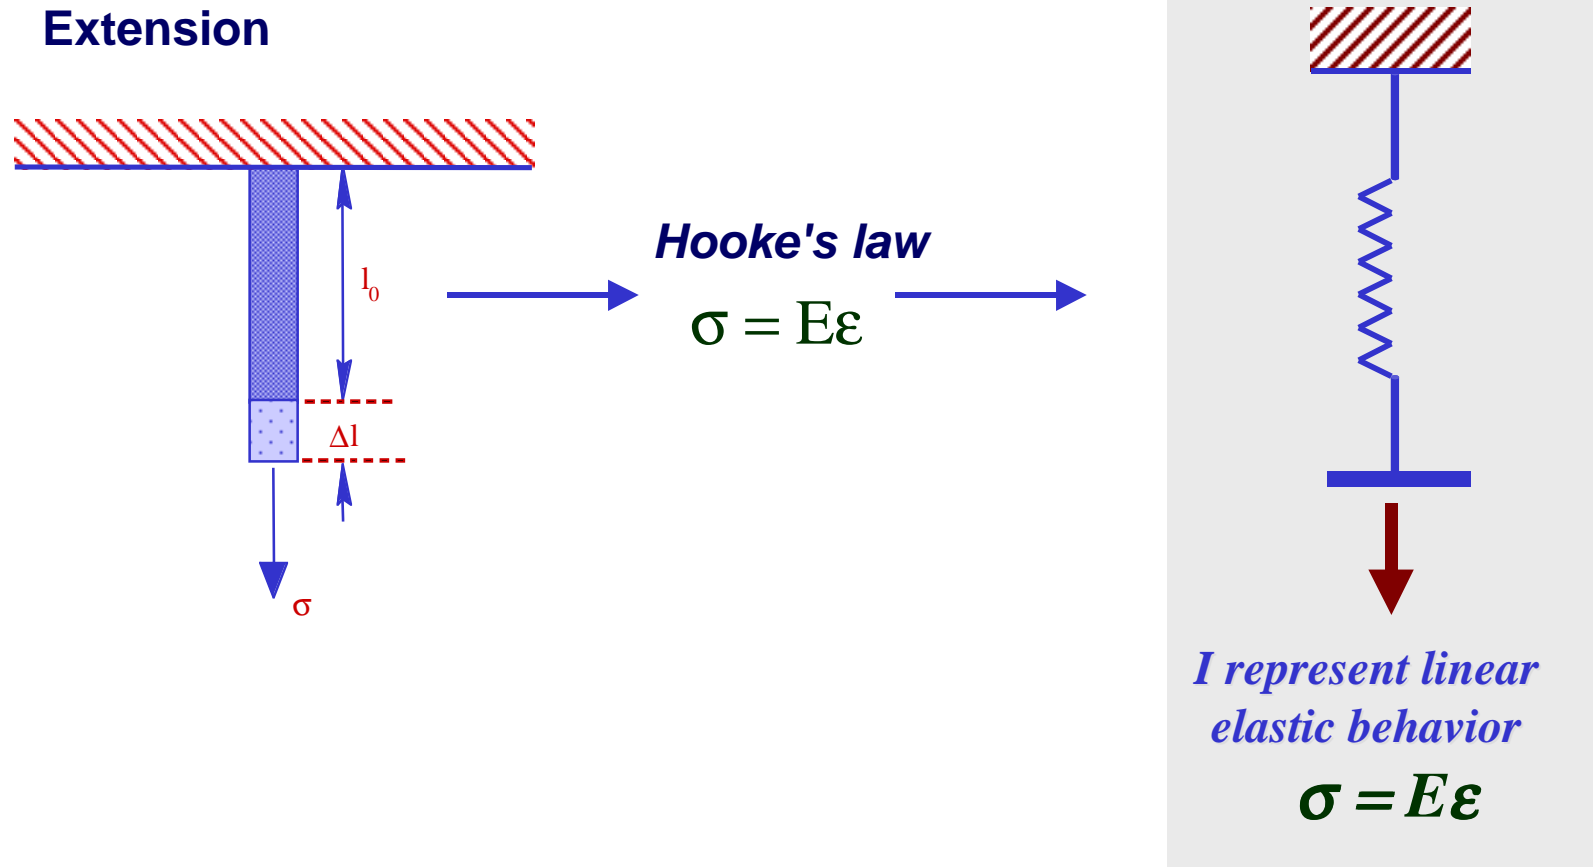 Extension
l₀
Δl
σ
Hooke's law
σ = Eε
I represent linear
elastic behavior
σ = Eε